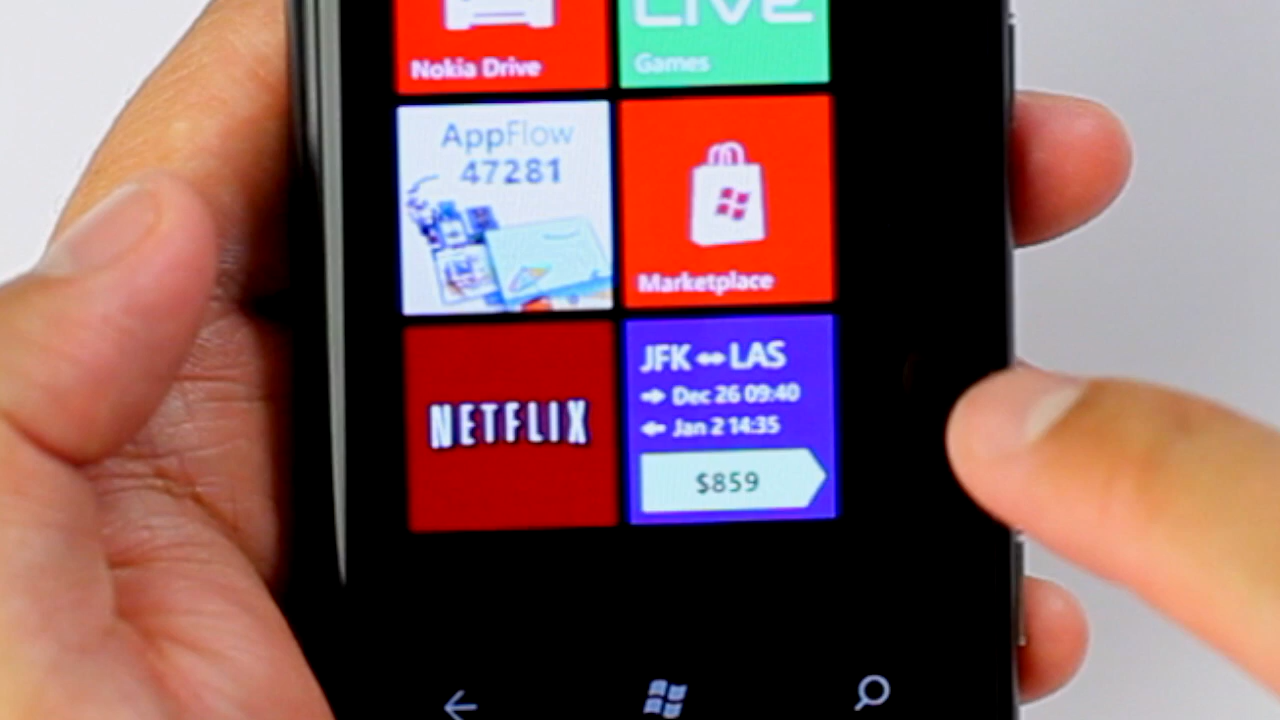 LIVE
Nokia Drive
Games
AppFlow
47281
Marketplace
NETFLIX
JFK ↔ LAS
→ Dec 26 09:40
← Jan 2 14:35
$859